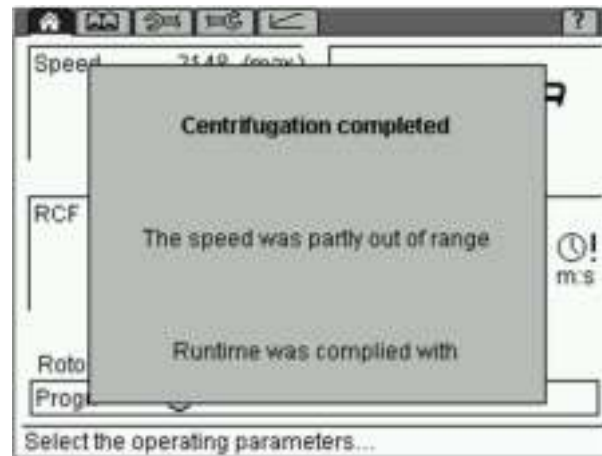 ?
Speed
Centrifugation completed
RCF
The speed was partly out of range
m:s
Runtime was complied with
Select the operating parameters...